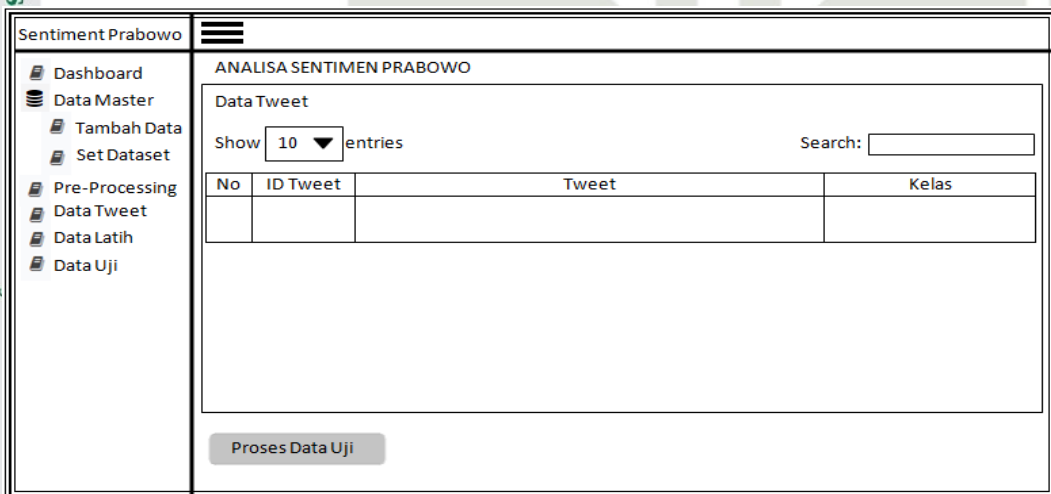 Sentiment Prabowo
Dashboard
Data Master
Tambah Data
Set Dataset
Pre-Processing
Data Tweet
Data Latih
Data Uji
ANALISA SENTIMEN PRABOWO
Data Tweet
Show 10 entries Search:
No ID Tweet Tweet Kelas
Proses Data Uji